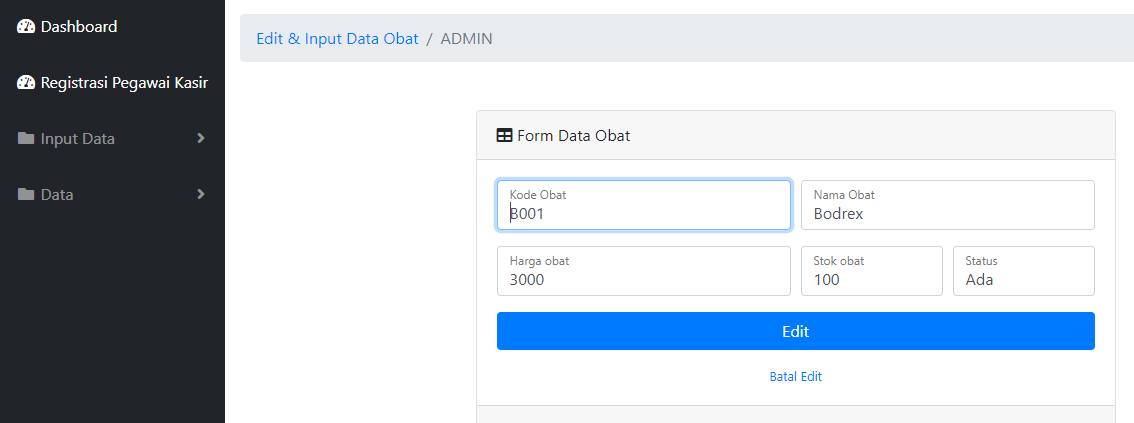 Dashboard
Registrasi Pegawai Kasir
Input Data
Data
Edit & Input Data Obat / ADMIN
Form Data Obat
Kode Obat
B001
Nama Obat
Bodrex
Harga obat
3000
Stok obat
100
Status
Ada
Edit
Batal Edit